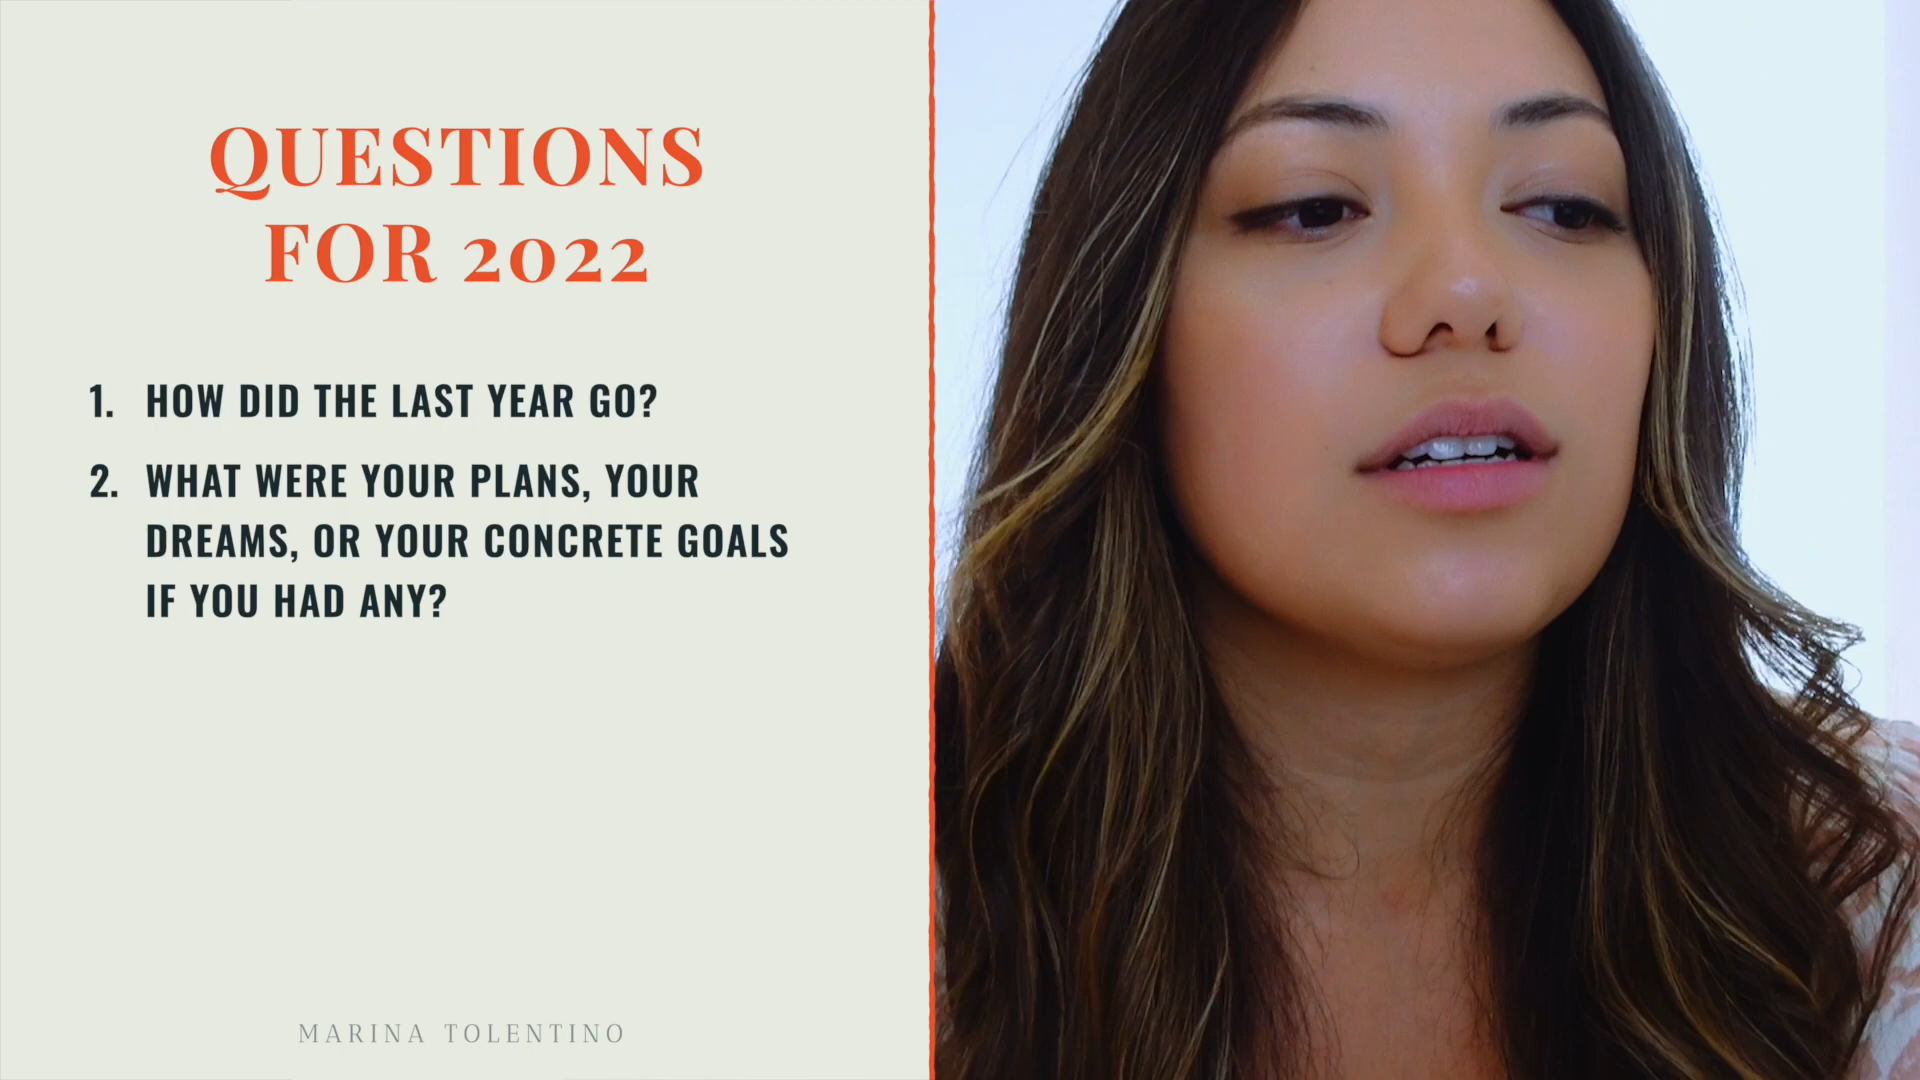 QUESTIONS
FOR 2022
1. HOW DID THE LAST YEAR GO?
2. WHAT WERE YOUR PLANS, YOUR
DREAMS, OR YOUR CONCRETE GOALS
IF YOU HAD ANY?
MARINA TOLENTINO